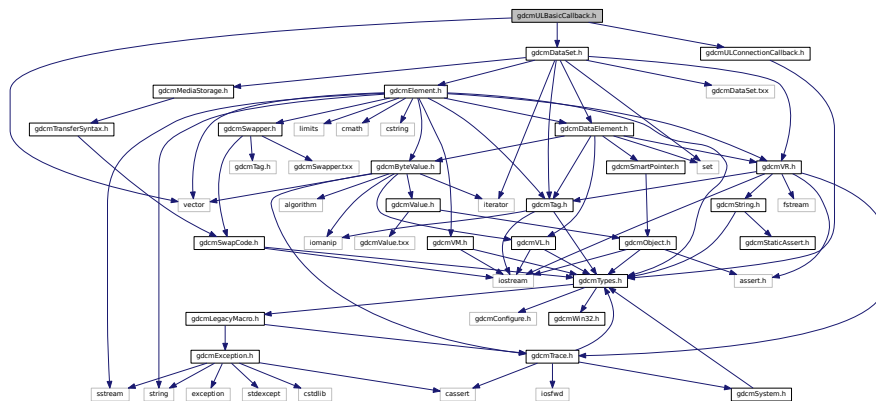 gdcmULBasicCallback.h
gdcmDataSet.h
gdcmULConnectionCallback.h
gdcmMediaStorage.h
gdcmElement.h
gdcmDataSet.txx
gdcmTransferSyntax.h
gdcmSwapper.h
limits
cmath
cstring
gdcmDataElement.h
gdcmTag.h
gdcmSwapper.txx
gdcmByteValue.h
gdcmSmartPointer.h
set
gdcmVR.h
vector
algorithm
gdcmValue.h
iterator
gdcmTag.h
gdcmString.h
fstream
gdcmSwapCode.h
iomanip
gdcmValue.txx
gdcmVM.h
gdcmVL.h
gdcmObject.h
gdcmStaticAssert.h
iostream
gdcmTypes.h
assert.h
gdcmLegacyMacro.h
gdcmConfigure.h
gdcmWin32.h
gdcmException.h
gdcmTrace.h
sstream
string
exception
stdexcept
cstdlib
cassert
iosfwd
gdcmSystem.h